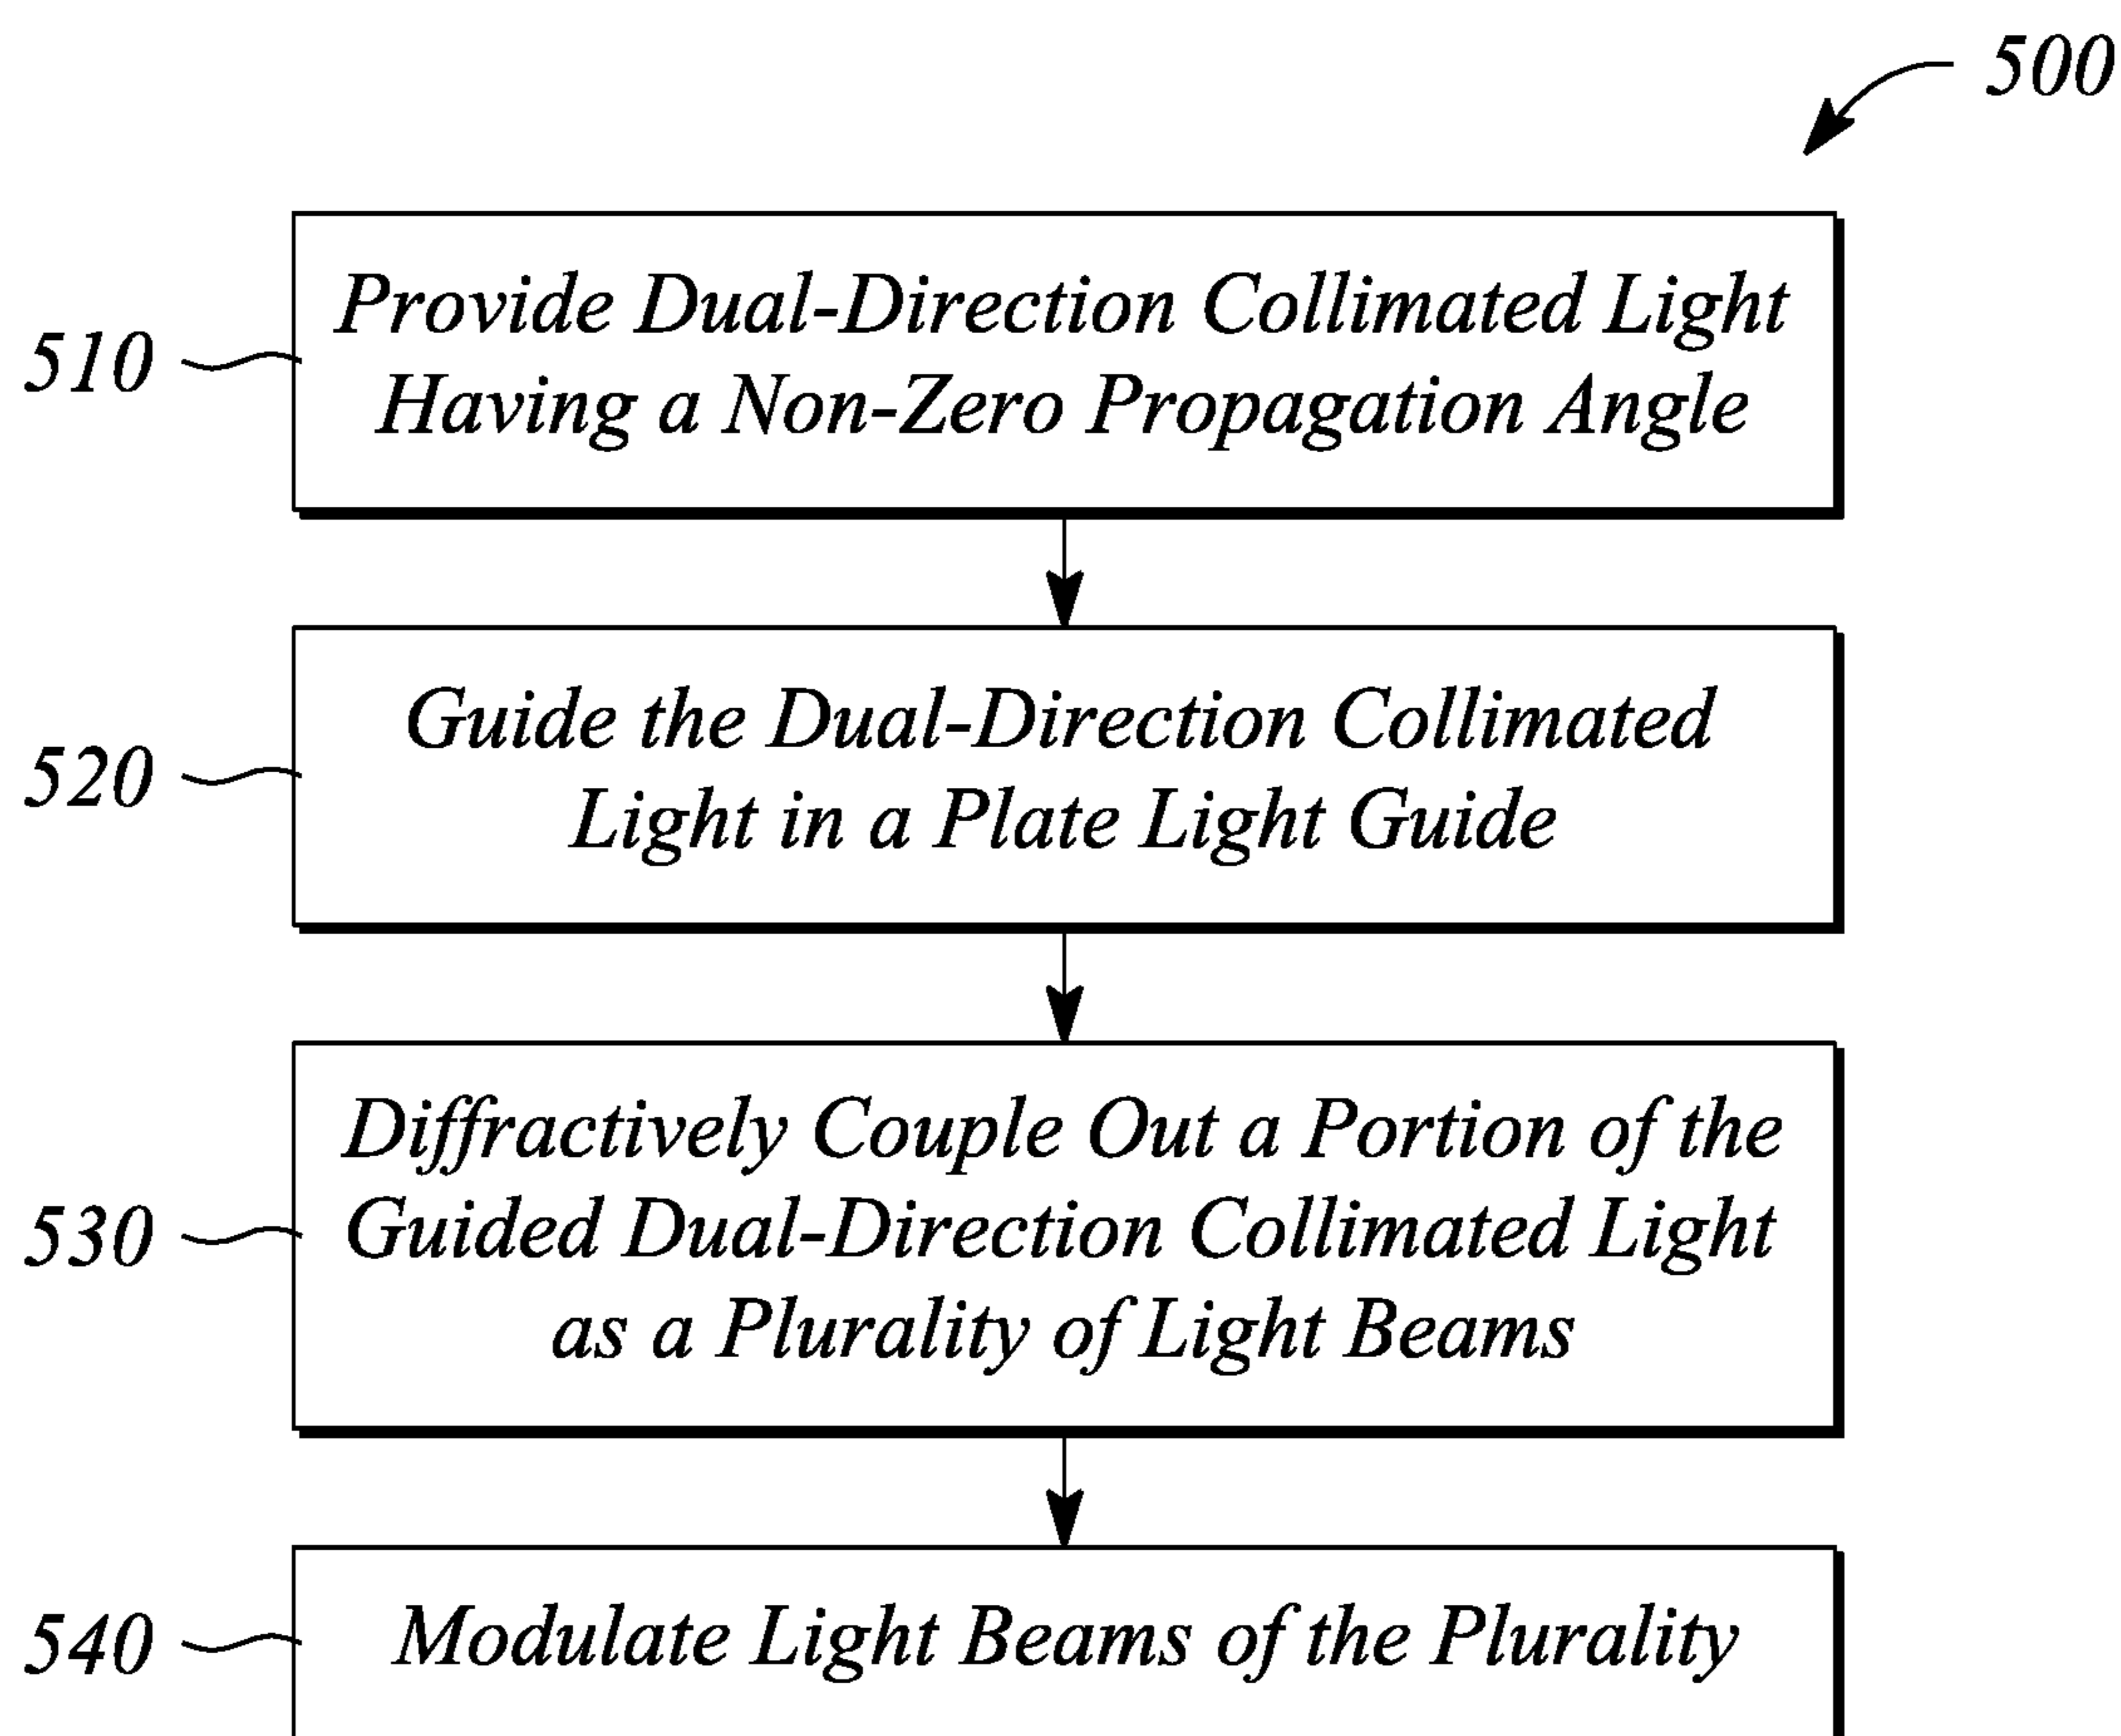 500
510
Provide Dual-Direction Collimated Light
Having a Non-Zero Propagation Angle
520
Guide the Dual-Direction Collimated
Light in a Plate Light Guide
530
Diffractively Couple Out a Portion of the
Guided Dual-Direction Collimated Light
as a Plurality of Light Beams
540
Modulate Light Beams of the Plurality